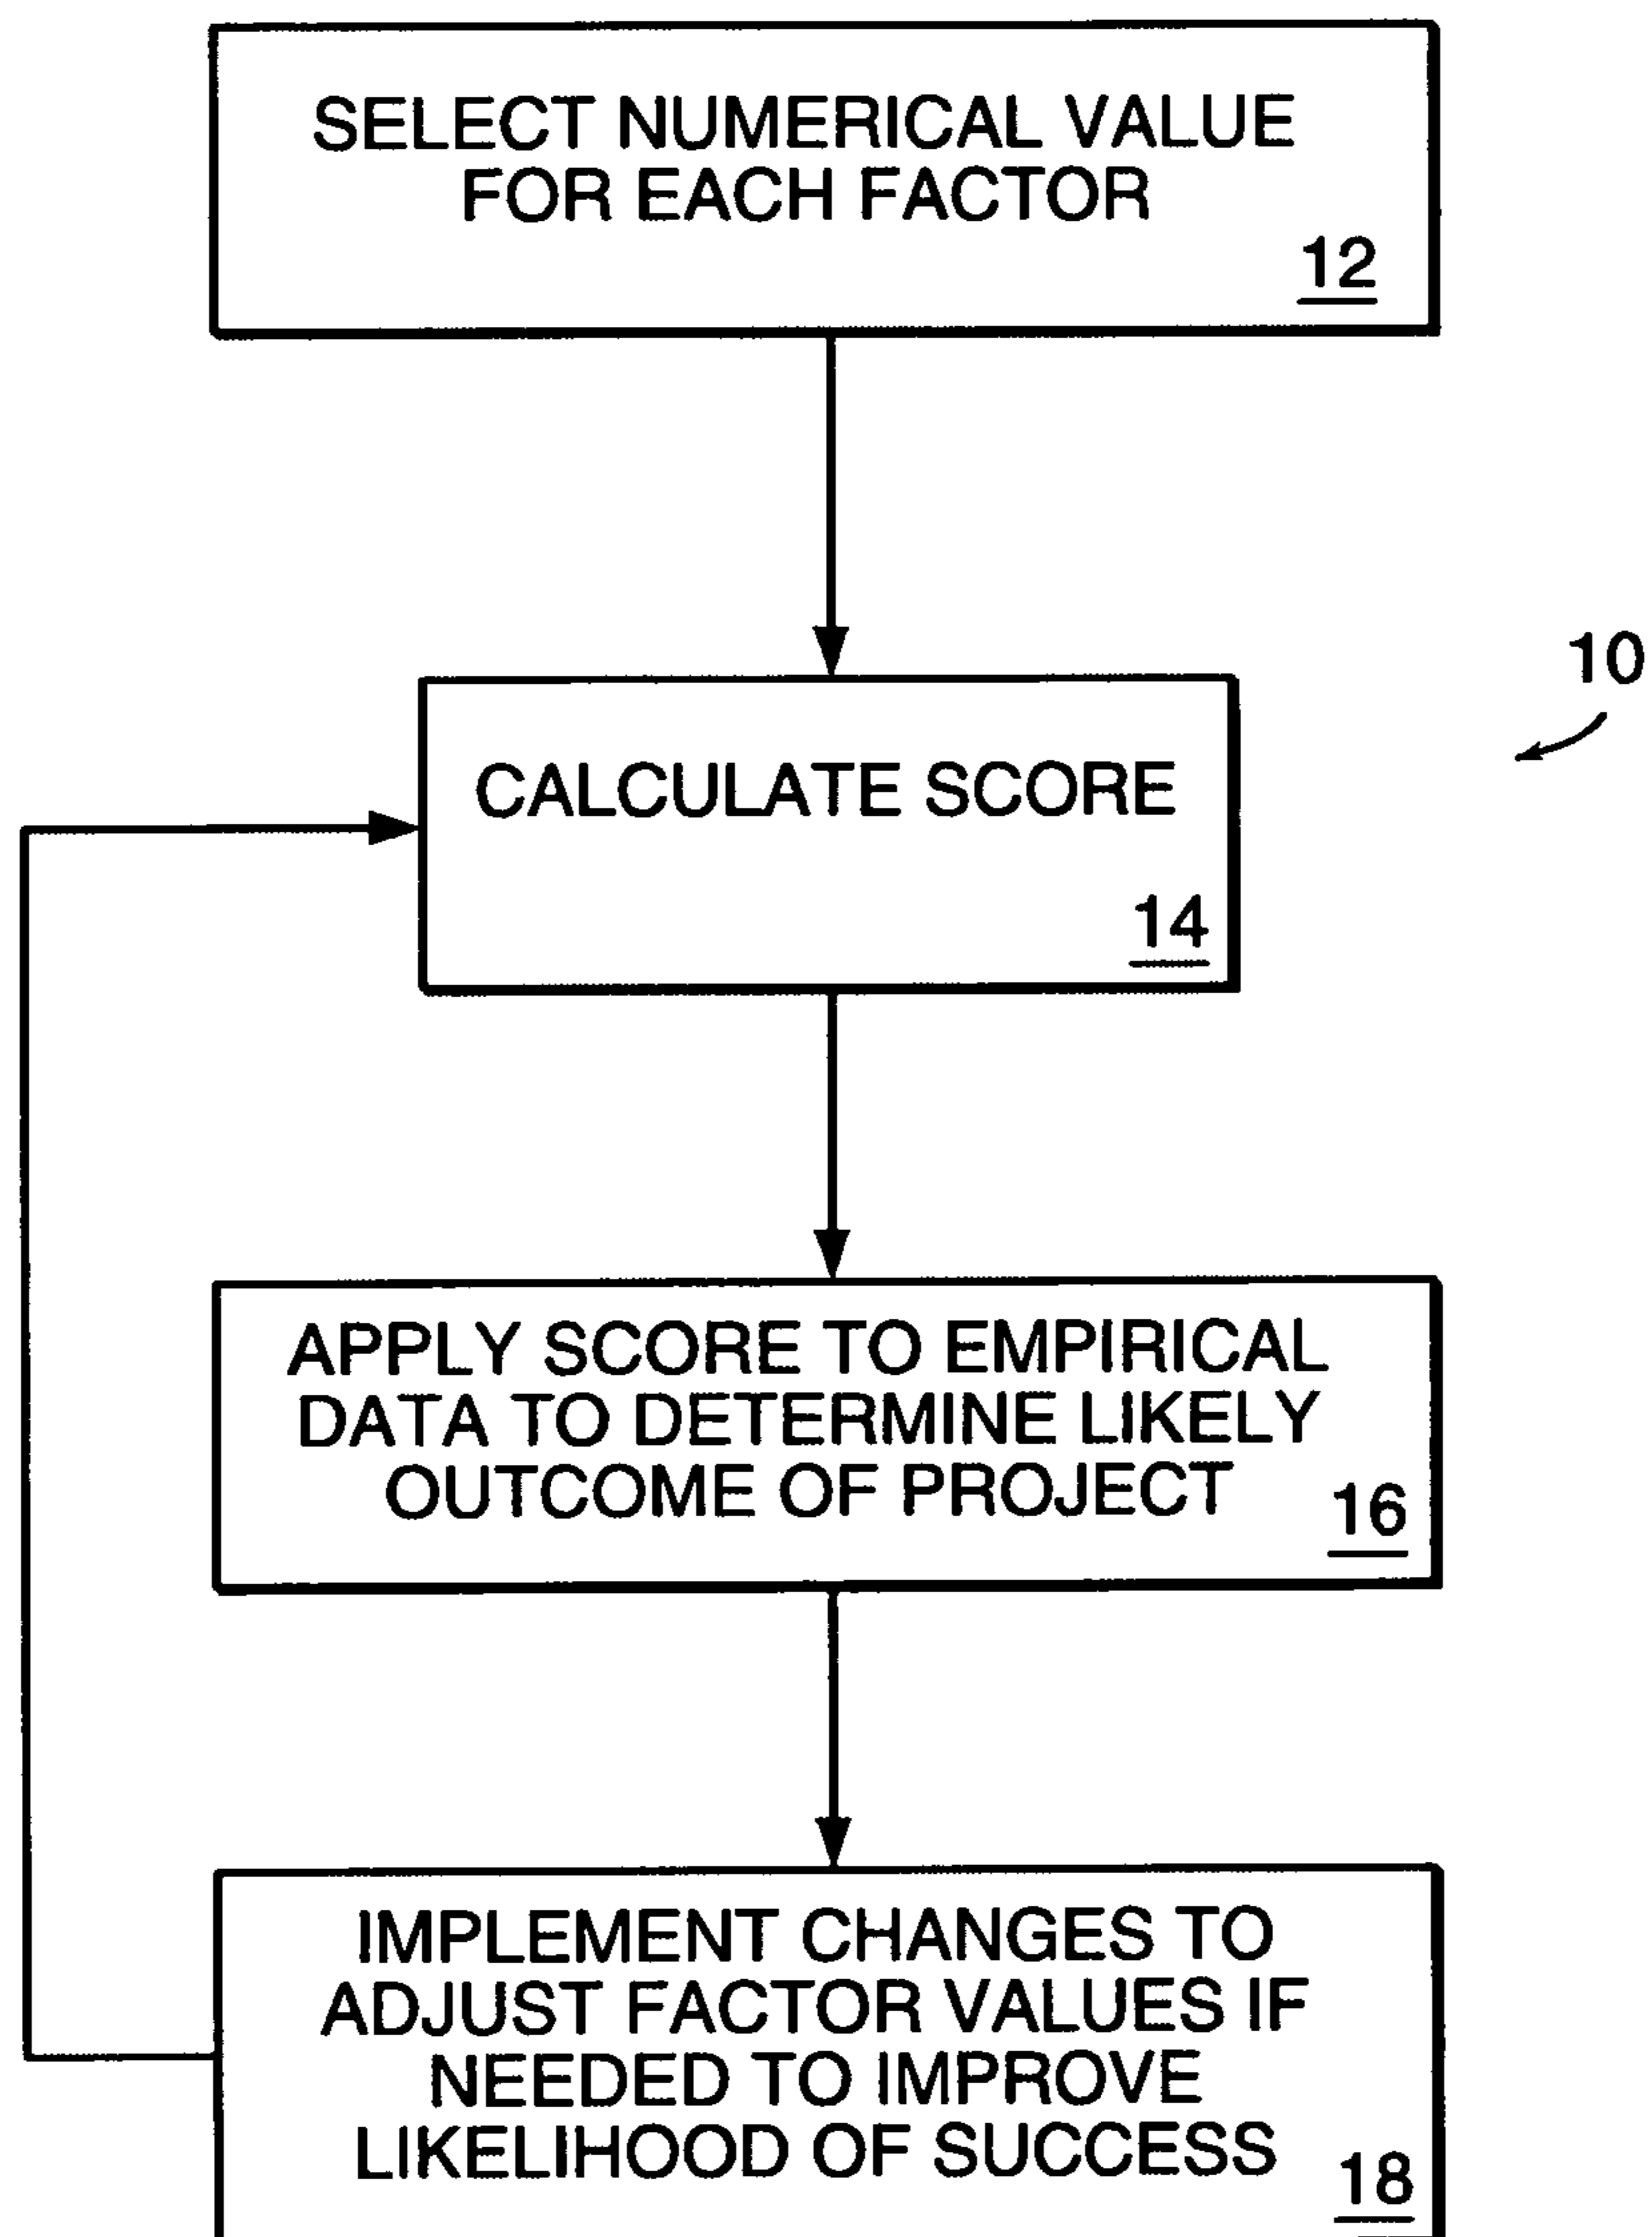 SELECT NUMERICAL VALUE
FOR EACH FACTOR
12
10
CALCULATE SCORE
14
APPLY SCORE TO EMPIRICAL
DATA TO DETERMINE LIKELY
OUTCOME OF PROJECT
16
IMPLEMENT CHANGES TO
ADJUST FACTOR VALUES IF
NEEDED TO IMPROVE
LIKELIHOOD OF SUCCESS
18